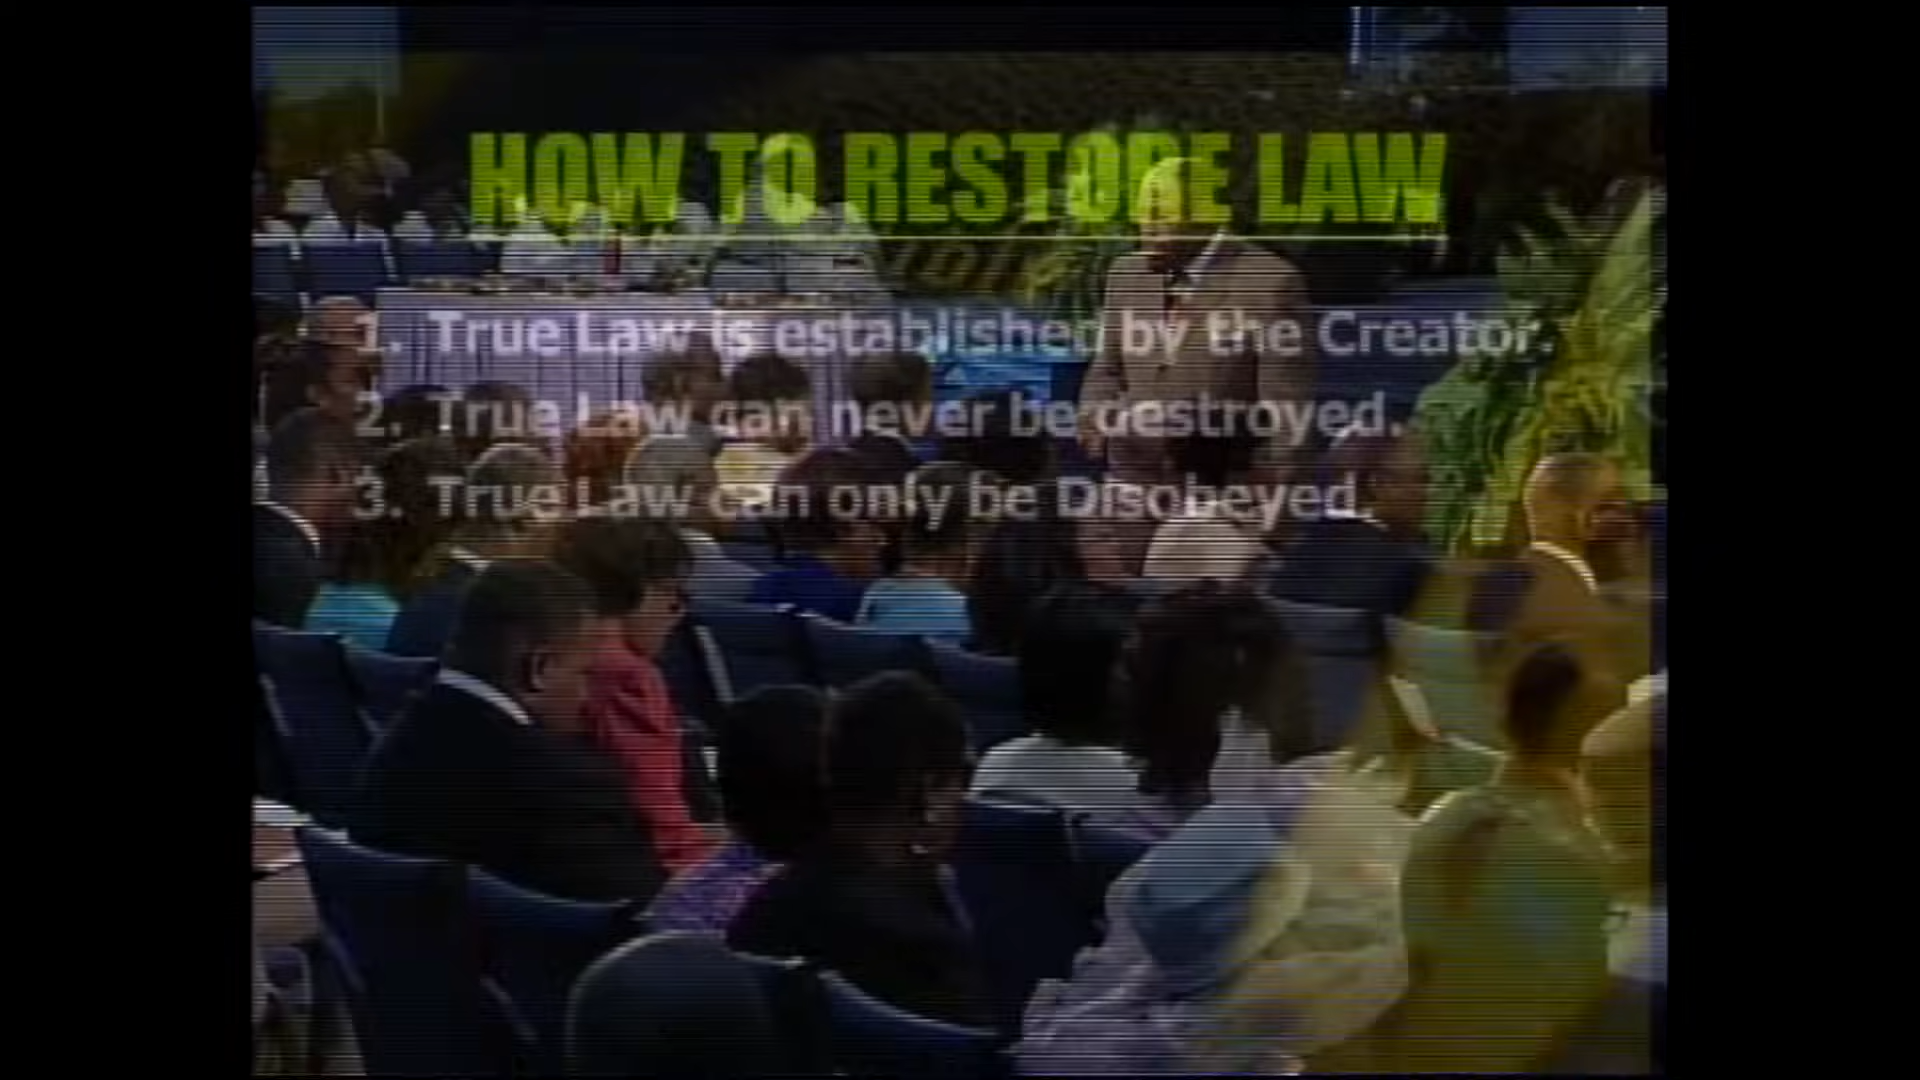 HOW TO RESTORE LAW
1. True Law is established by the Creator.
2. True Law can never be destroyed.
3. True Law can only be Disobeyed.